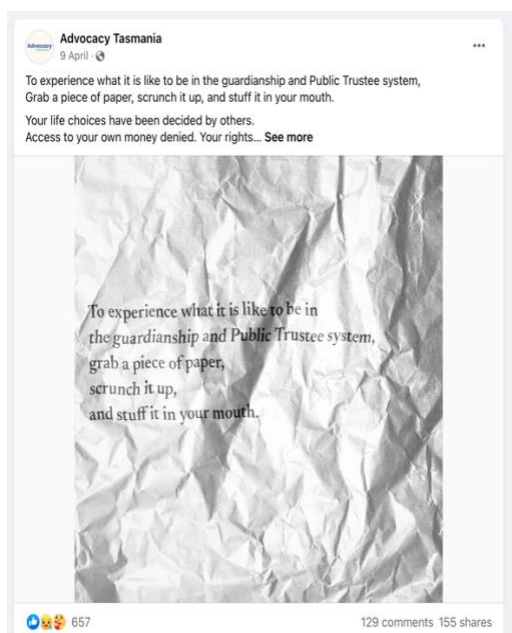 Advocacy
Advocacy Tasmania
9 April ·
To experience what it is like to be in the guardianship and Public Trustee system,
Grab a piece of paper, scrunch it up, and stuff it in your mouth.
Your life choices have been decided by others.
Access to your own money denied. Your rights... See more
To experience what it is like to be in
the guardianship and Public Trustee system,
grab a piece of paper,
scrunch it up,
and stuff it in your mouth.
657
129 comments 155 shares